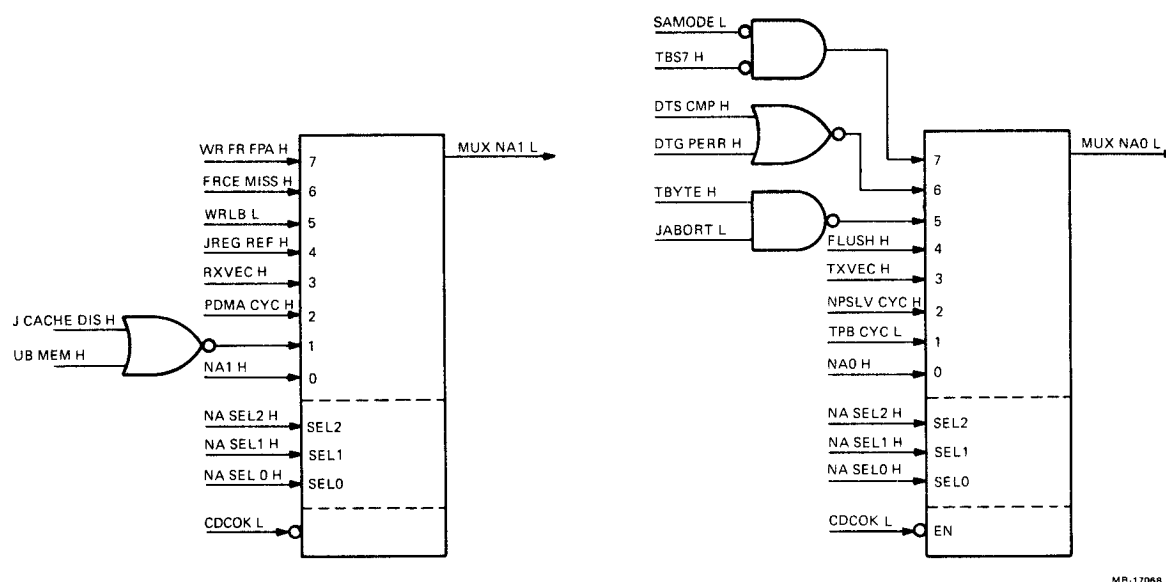 WR FR FPA H
FRCE MISS H
WRLB L
JREG REF H
RXVEC H
PDMA CYC H
J CACHE DIS H
UB MEM H
NA1 H
7
6
5
4
3
2
1
0
MUX NA1 L
NA SEL2 H
NA SEL1 H
NA SEL 0 H
SEL2
SEL1
SEL0
CDCOK L
SAMODE L
TBS7 H
DTS CMP H
DTG PERR H
TBYTE H
JABORT L
FLUSH H
TXVEC H
NPSLV CYC H
TPB CYC L
NA0 H
7
6
5
4
3
2
1
0
MUX NA0 L
NA SEL2 H
NA SEL1 H
NA SEL0 H
SEL2
SEL1
SEL0
CDCOK L
EN
MR-17068